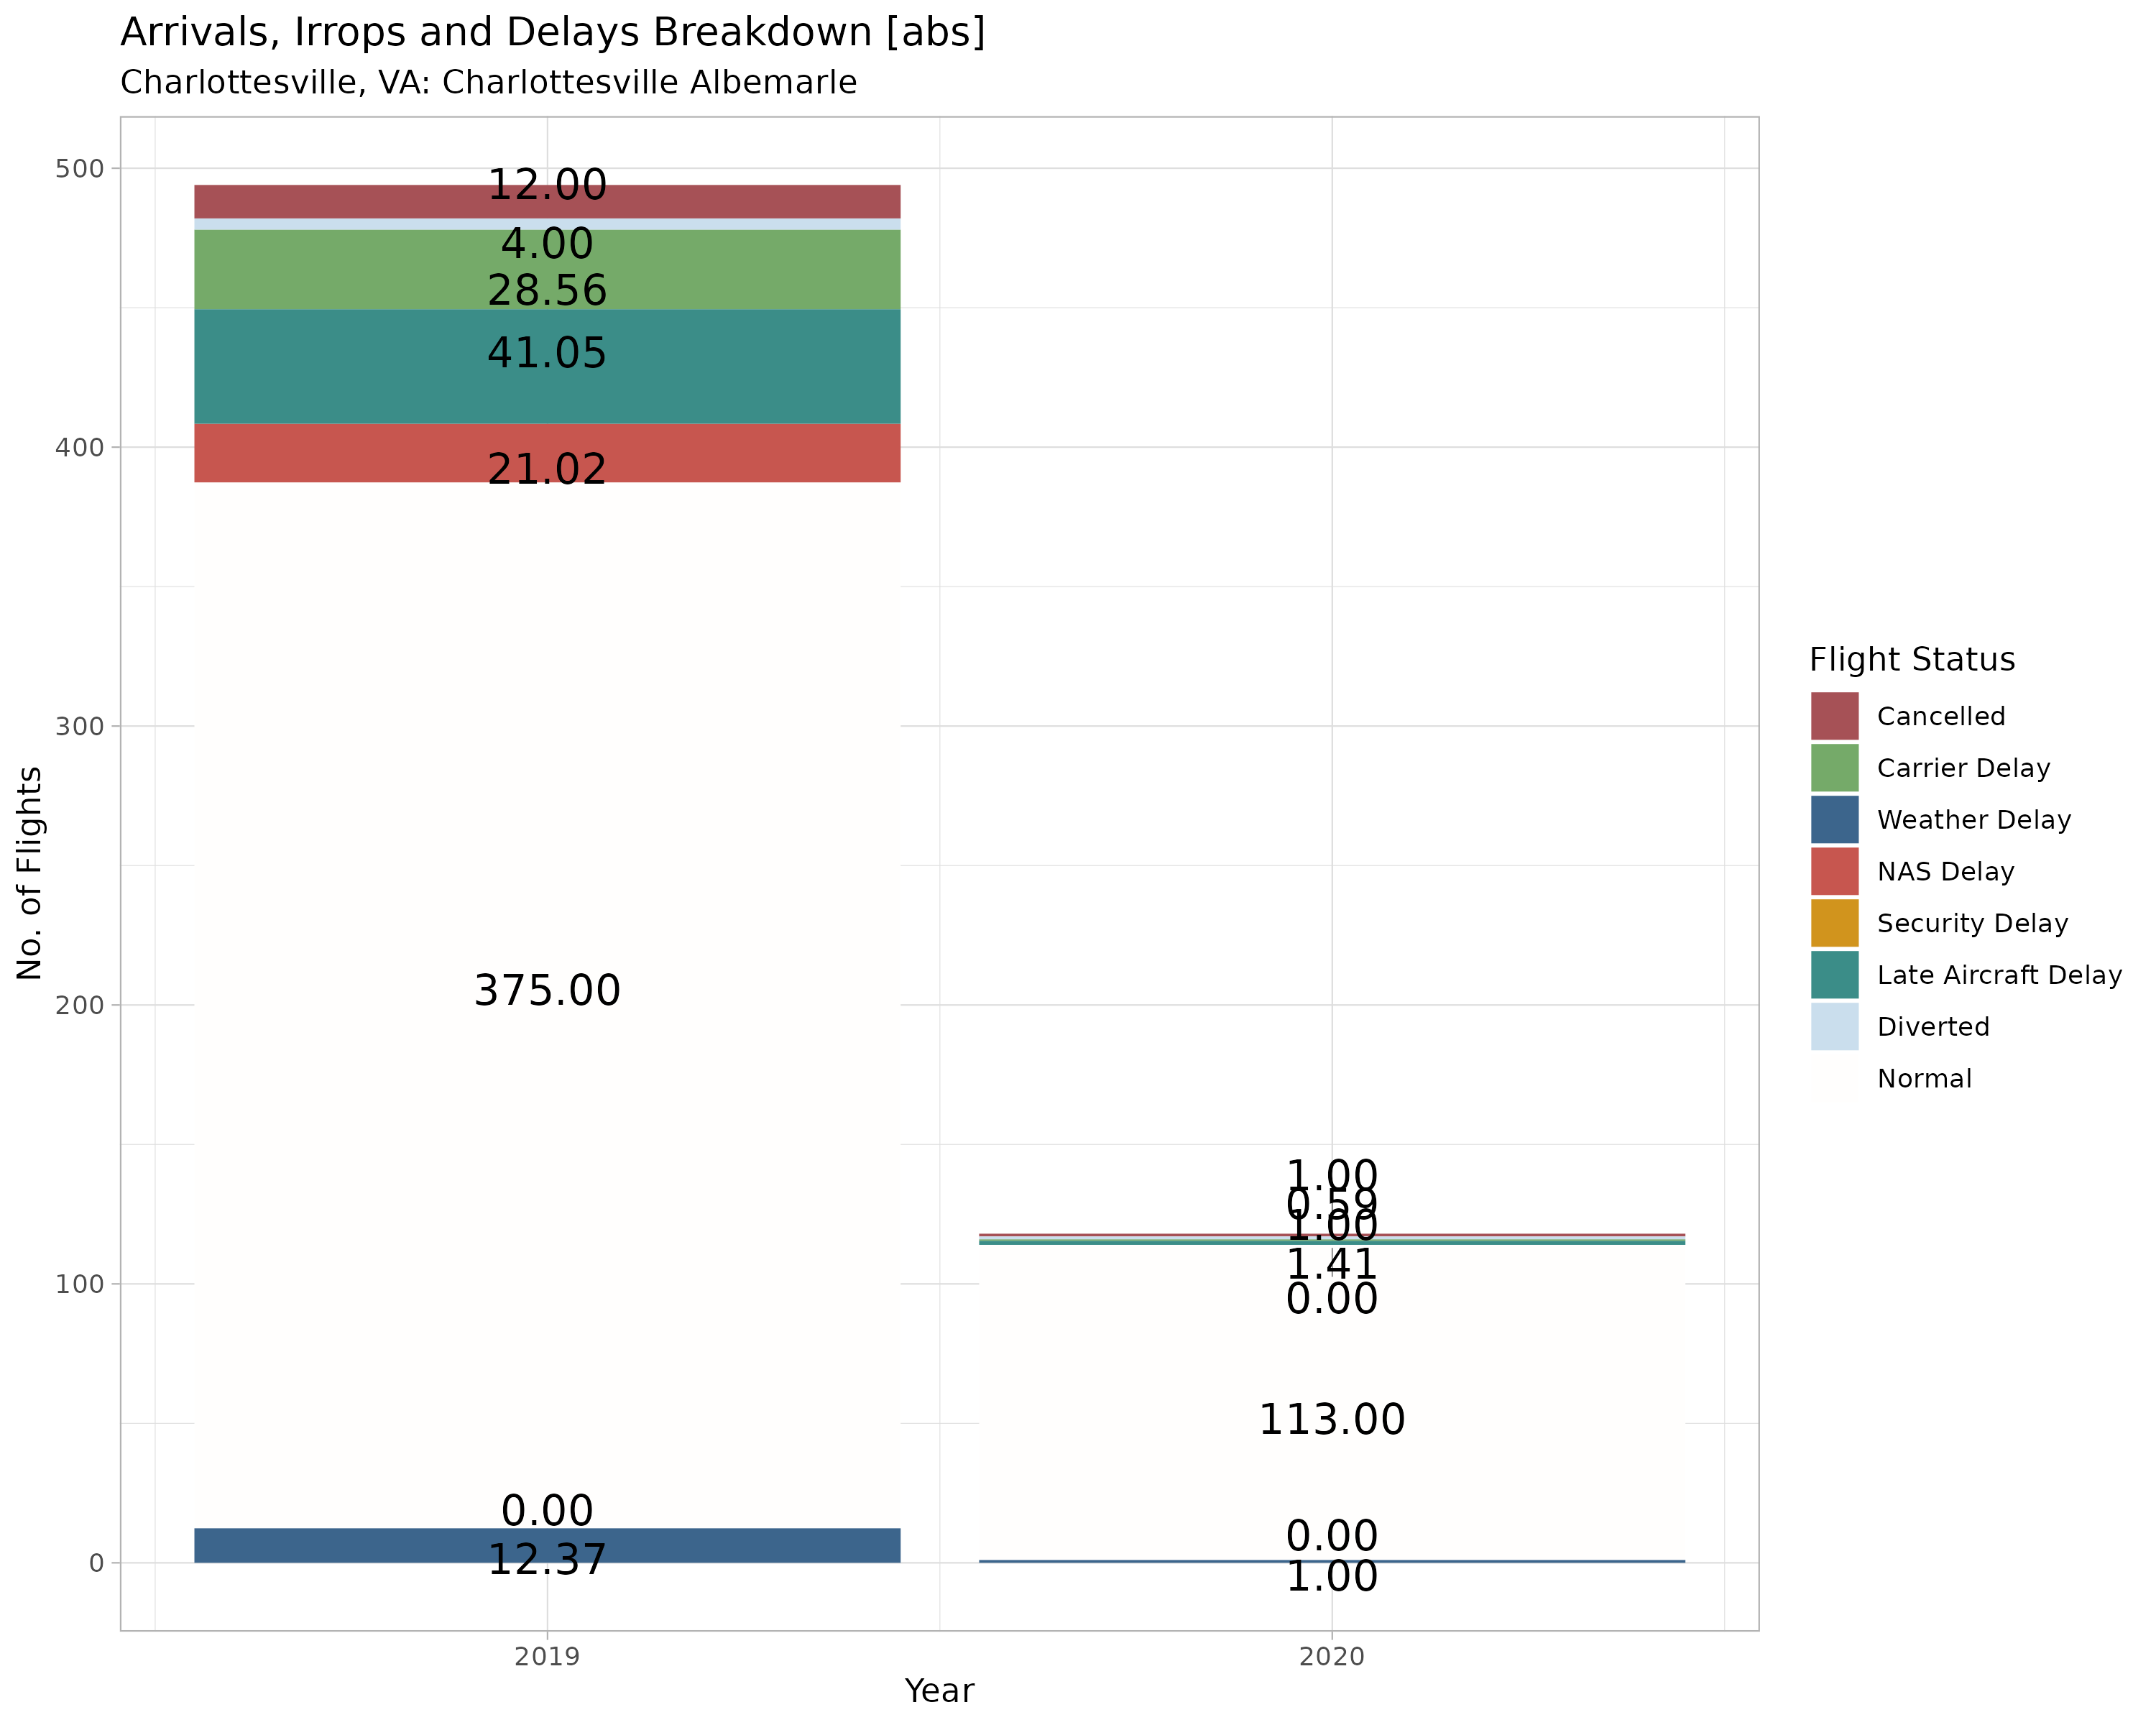 Arrivals, Irrops and Delays Breakdown [abs]
Charlottesville, VA: Charlottesville Albemarle
No. of Flights
500
400
300
200
100
0
12.00
4.00
28.56
41.05
21.02
375.00
0.00
12.37
1.00
0.59
1.00
1.41
0.00
113.00
0.00
1.00
2019
2020
Year
Flight Status
Cancelled
Carrier Delay
Weather Delay
NAS Delay
Security Delay
Late Aircraft Delay
Diverted
Normal